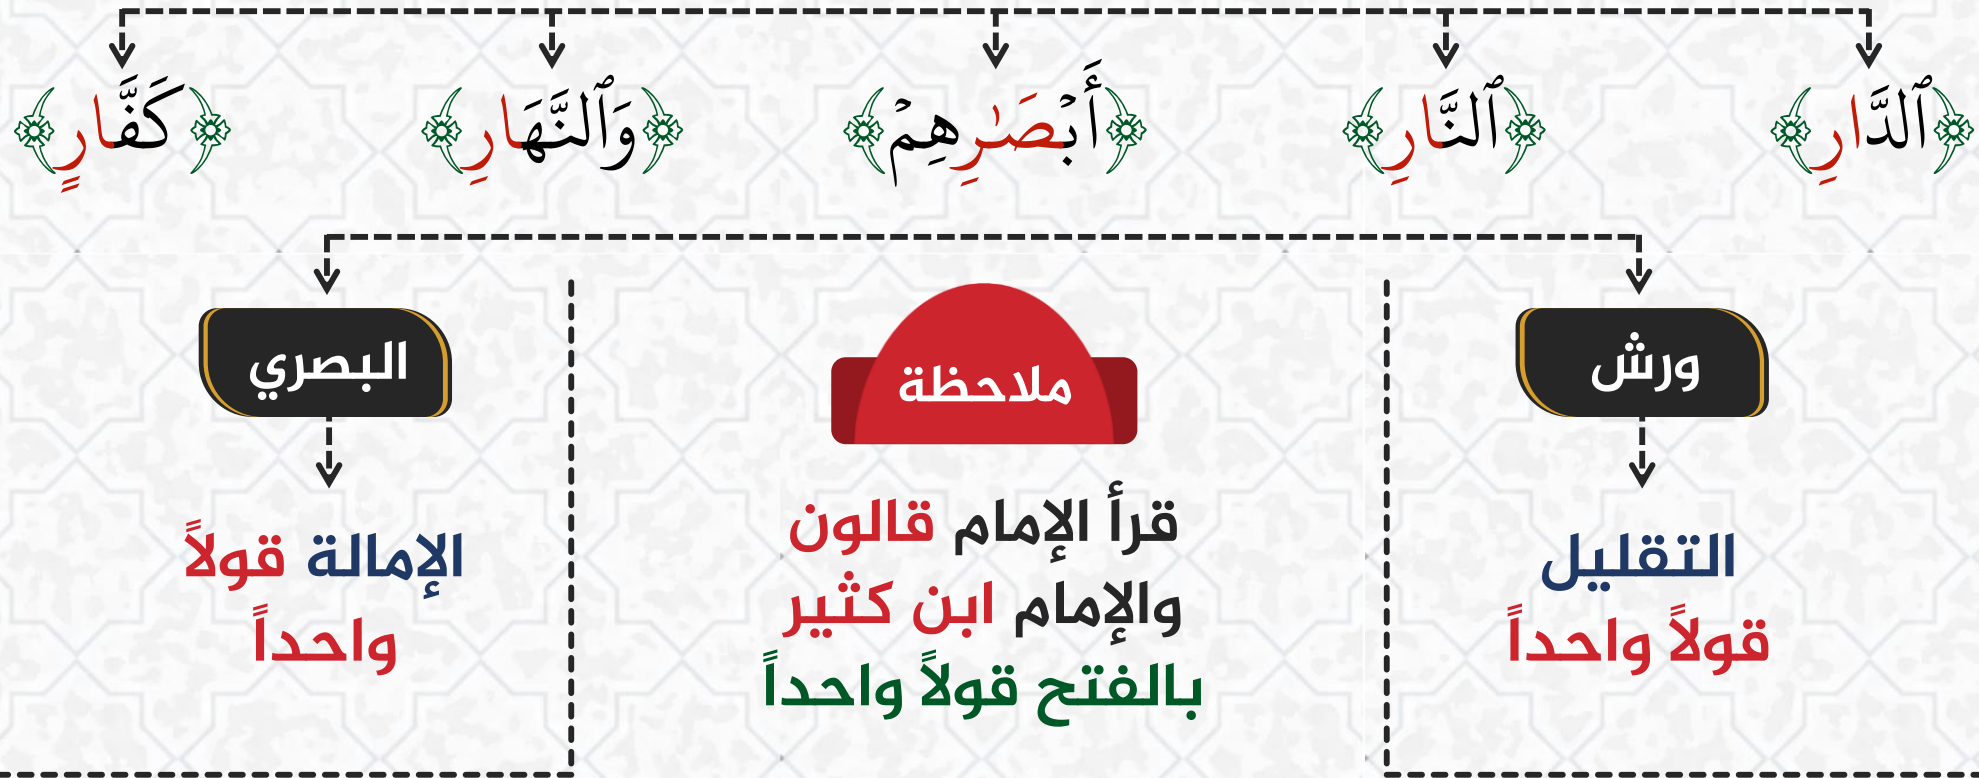 ﴿ٱلدَّارِ﴾ ﴿ٱلنَّارِ﴾ ﴿أَبۡصَٰرِهِمۡ﴾ ﴿وَٱلنَّهَارِ﴾ ﴿كَفَّارٍ﴾
ورش
التقليل
قولاً واحداً
ملاحظة
قرأ الإمام قالون
والإمام ابن كثير
بالفتح قولاً واحداً
البصري
الإمالة قولاً
واحداً